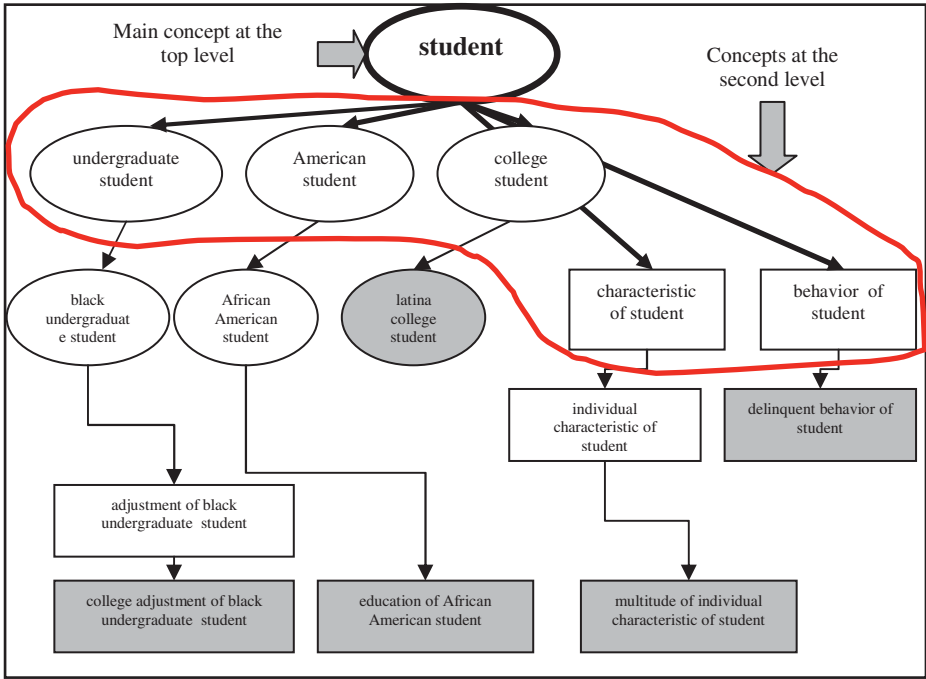 Main concept at the
top level
student
Concepts at the
second level
undergraduate
student
American
student
college
student
black
undergraduat
e student
African
American
student
latina
college
student
characteristic
of student
behavior of
student
individual
characteristic of
student
delinquent behavior of
student
adjustment of black
undergraduate student
college adjustment of black
undergraduate student
education of African
American student
multitude of individual
characteristic of student